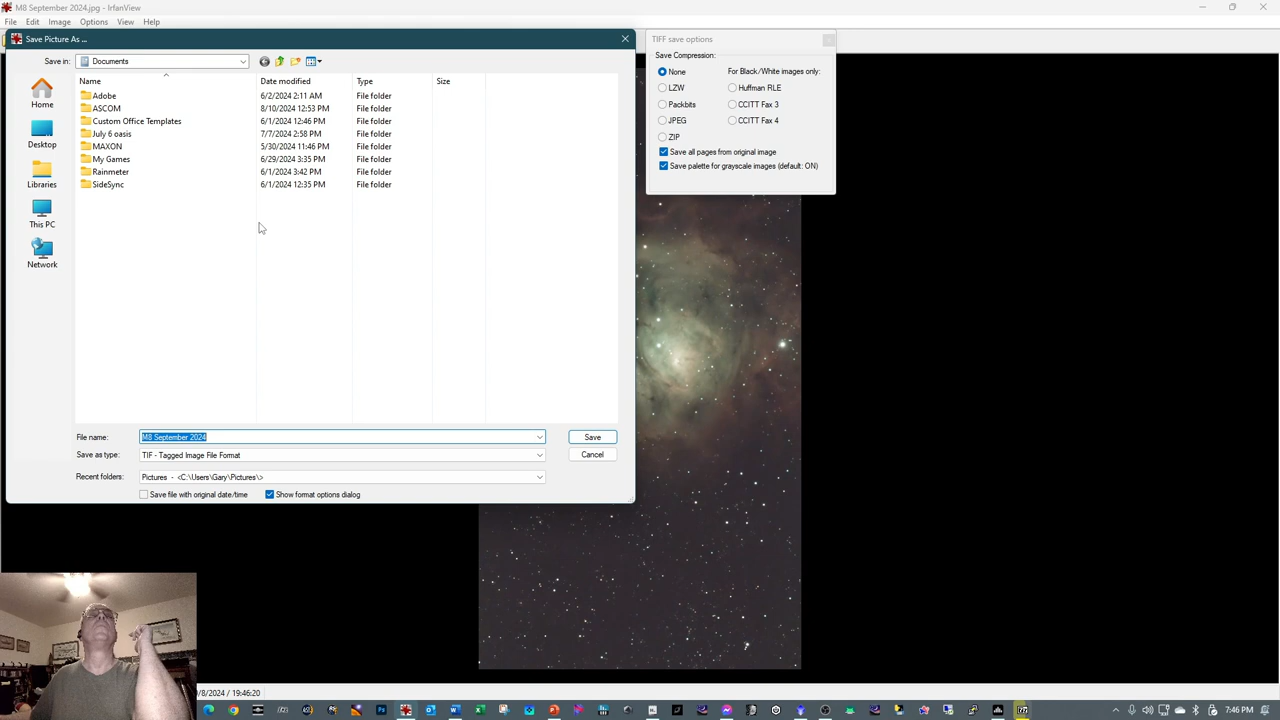 M8 September 2024.jpg - IrfanView
File Edit Image Options View Help
Save Picture As ...
Save in: Documents
Name Date modified Type Size
Adobe 6/2/2024 2:11 AM File folder
ASCOM 8/10/2024 12:53 PM File folder
Custom Office Templates 6/1/2024 12:46 PM File folder
July 6 oasis 7/7/2024 2:58 PM File folder
MAXON 5/30/2024 11:46 PM File folder
My Games 6/29/2024 3:35 PM File folder
Rainmeter 6/1/2024 3:42 PM File folder
SideSync 6/1/2024 12:35 PM File folder
Home
Desktop
Libraries
This PC
Network
File name: M8 September 2024 Save
Save as type: TIF - Tagged Image File Format Cancel
Recent folders: Pictures - <C:\Users\Gary\Pictures\>
Save file with original date/time Show format options dialog
TIFF save options
Save Compression:
None For Black/White images only:
LZW Huffman RLE
Packbits CCITT Fax 3
JPEG CCITT Fax 4
ZIP
Save all pages from original image
Save palette for grayscale images (default: ON)
/8/2024 / 19:46:20
7:46 PM